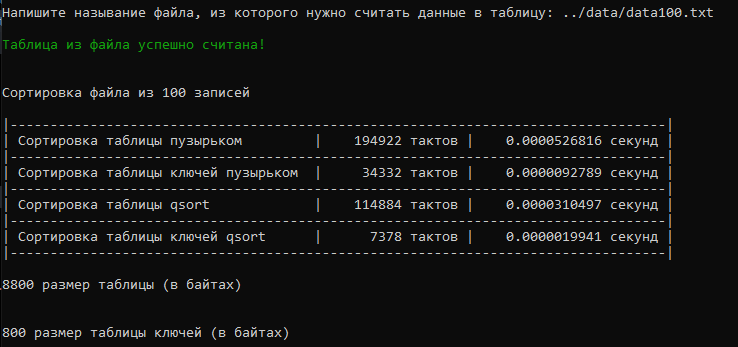 Напишите называние файла, из которого нужно считать данные в таблицу: ../data/data100.txt
Таблица из файла успешно считана!
Сортировка файла из 100 записей
|---------------------------------------------------------------------------------|
| Сортировка таблицы пузырьком | 194922 тактов | 0.0000526816 секунд |
|---------------------------------------------------------------------------------|
| Сортировка таблицы ключей пузырьком | 34332 тактов | 0.0000092789 секунд |
|---------------------------------------------------------------------------------|
| Сортировка таблицы qsort | 114884 тактов | 0.0000310497 секунд |
|---------------------------------------------------------------------------------|
| Сортировка таблицы ключей qsort | 7378 тактов | 0.0000019941 секунд |
|---------------------------------------------------------------------------------|
8800 размер таблицы (в байтах)
800 размер таблицы ключей (в байтах)